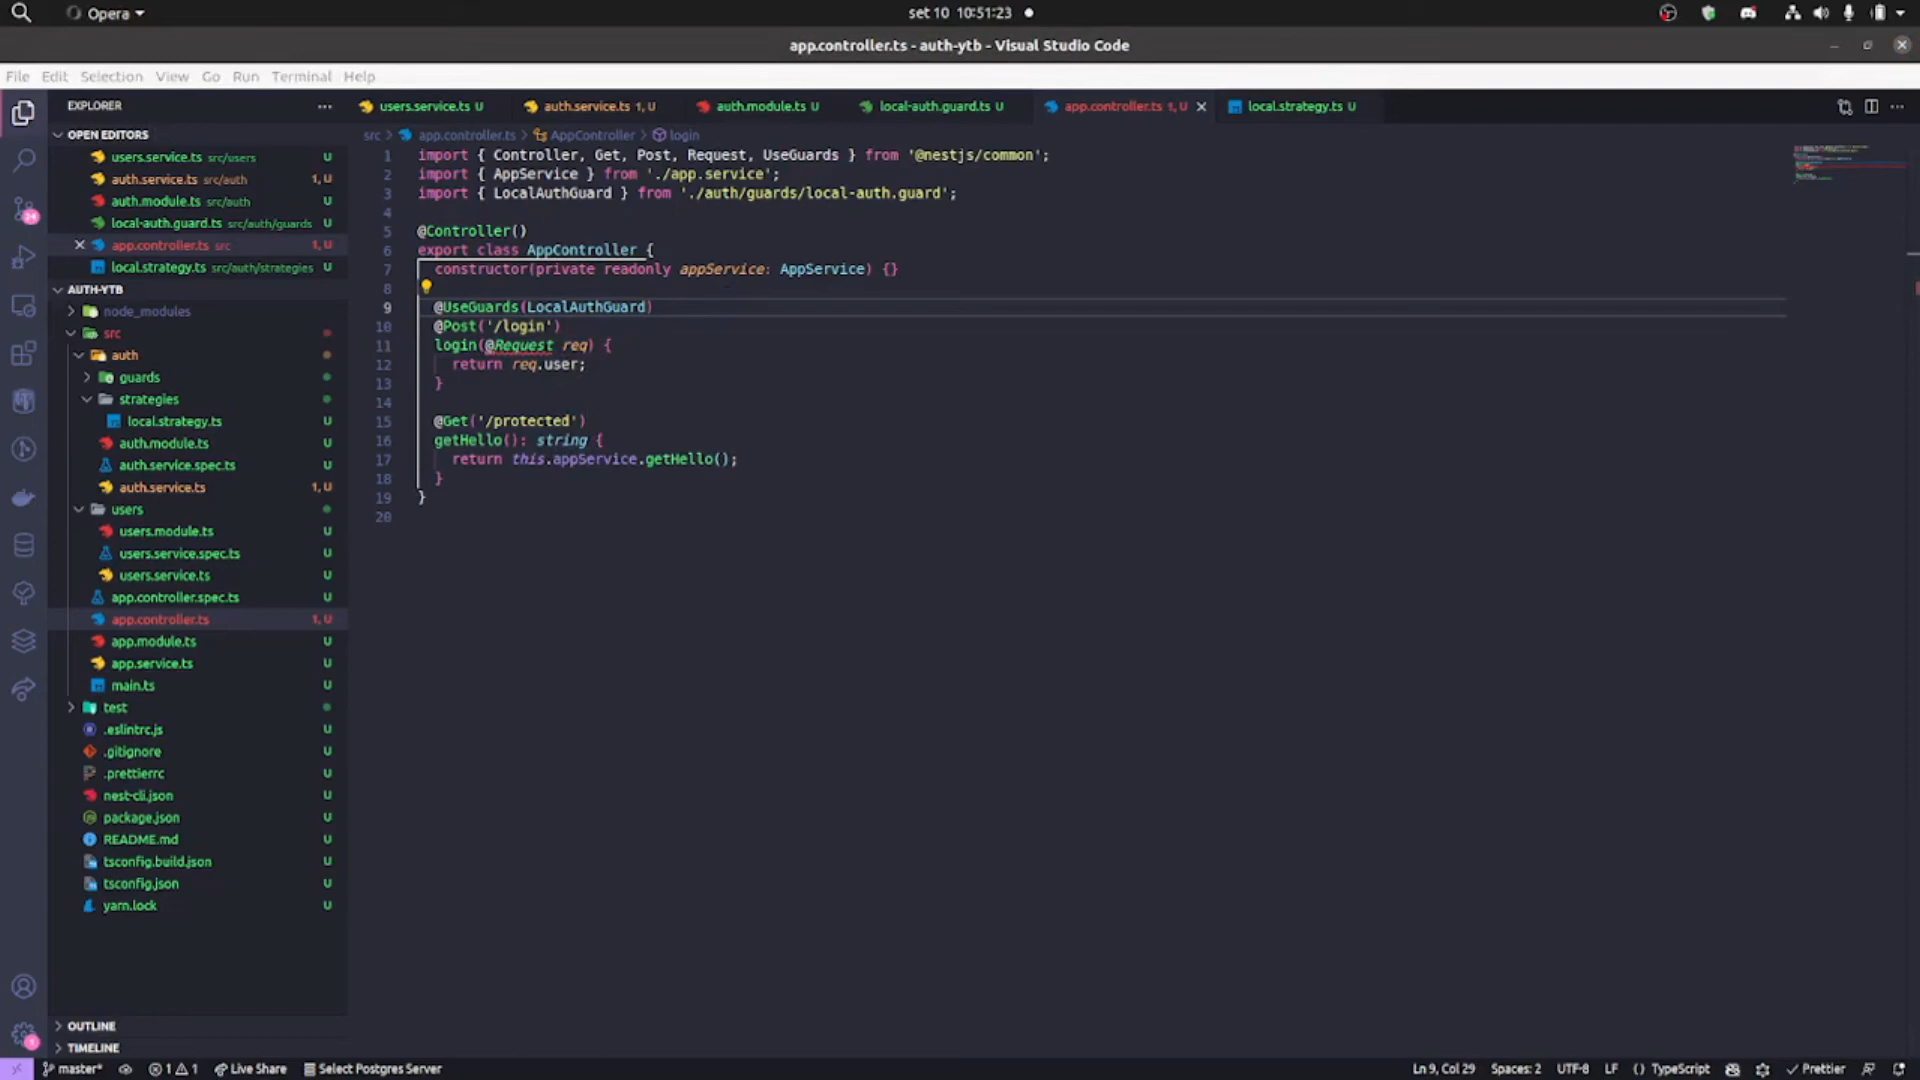 Opera
set 10 10:51:23
app.controller.ts - auth-ytb - Visual Studio Code
File Edit Selection View Go Run Terminal Help
EXPLORER
users.service.ts U
auth.service.ts 1, U
auth.module.ts U
local-auth.guard.ts U
app.controller.ts 1, U
local.strategy.ts U
OPEN EDITORS
users.service.ts src/users U
auth.service.ts src/auth 1, U
auth.module.ts src/auth U
local-auth.guard.ts src/auth/guards U
app.controller.ts src 1, U
local.strategy.ts src/auth/strategies U
AUTH-YTB
node_modules
src
auth
guards
strategies
local.strategy.ts U
auth.module.ts U
auth.service.spec.ts U
auth.service.ts 1, U
users
users.module.ts U
users.service.spec.ts U
users.service.ts U
app.controller.spec.ts U
app.controller.ts 1, U
app.module.ts U
app.service.ts U
main.ts U
test
.eslintrc.js U
.gitignore U
.prettierrc U
nest-cli.json U
package.json U
README.md U
tsconfig.build.json U
tsconfig.json U
yarn.lock U
OUTLINE
TIMELINE
src > app.controller.ts > AppController > login
1 import { Controller, Get, Post, Request, UseGuards } from '@nestjs/common';
2 import { AppService } from './app.service';
3 import { LocalAuthGuard } from './auth/guards/local-auth.guard';
4
5 @Controller()
6 export class AppController {
7 constructor(private readonly appService: AppService) {}
8
9 @UseGuards(LocalAuthGuard)
10 @Post('/login')
11 login(@Request req) {
12 return req.user;
13 }
14
15 @Get('/protected')
16 getHello(): string {
17 return this.appService.getHello();
18 }
19 }
20
master* 1 1 Live Share Select Postgres Server
Ln 9, Col 29 Spaces: 2 UTF-8 LF {} TypeScript Prettier